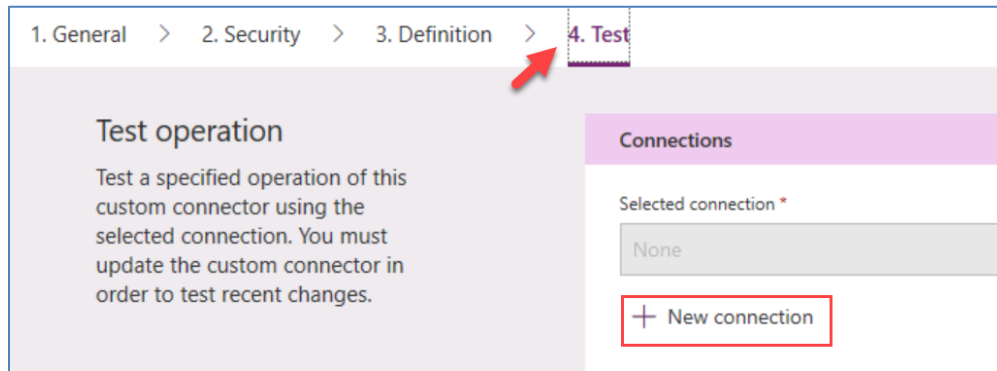 1. General > 2. Security > 3. Definition > 4. Test
Test operation
Test a specified operation of this
custom connector using the
selected connection. You must
update the custom connector in
order to test recent changes.
Connections
Selected connection *
None
+ New connection